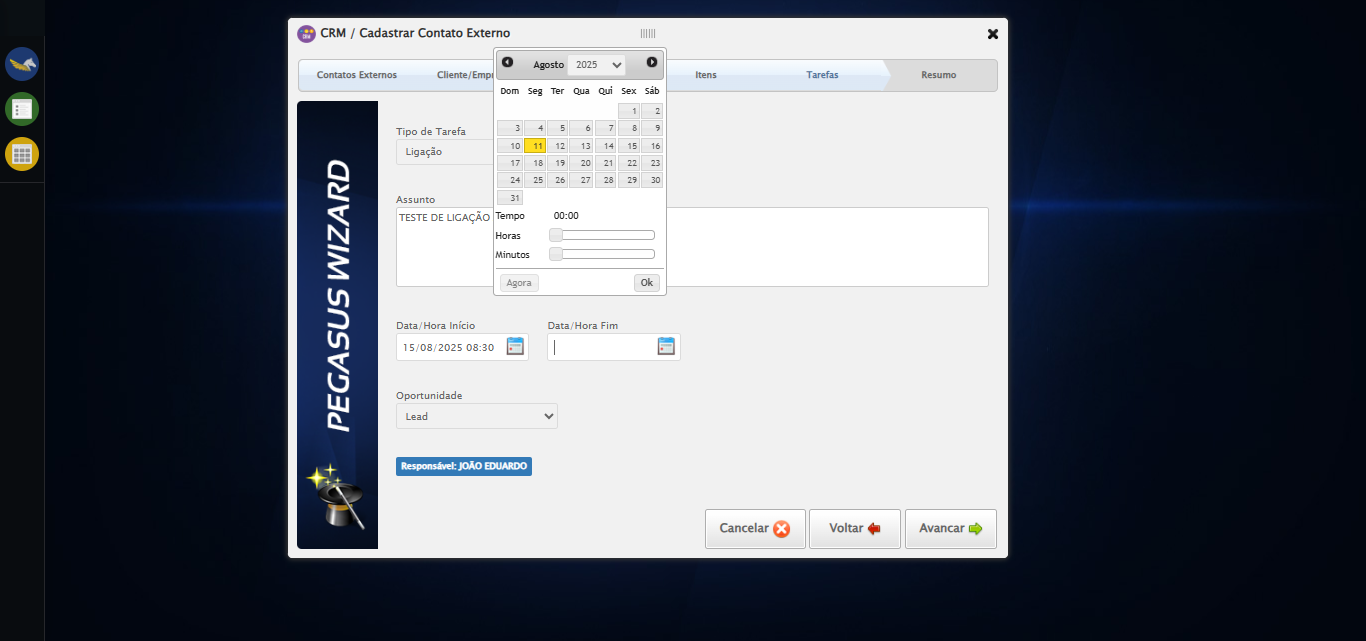 CRM / Cadastrar Contato Externo
Contatos Externos
Itens
Tarefas
Resumo
Agosto 2025
Dom Seg Ter Qua Qui Sex Sáb
1 2
3 4 5 6 7 8 9
10 11 12 13 14 15 16
17 18 19 20 21 22 23
24 25 26 27 28 29 30
31
Tempo 00:00
Horas
Minutos
Agora Ok
PEGASUS WIZARD
Tipo de Tarefa
Ligação
Assunto
TESTE DE LIGAÇÃO
Data/Hora Início Data/Hora Fim
15/08/2025 08:30
Oportunidade
Lead
Responsável: JOÃO EDUARDO
Cancelar Voltar Avancar